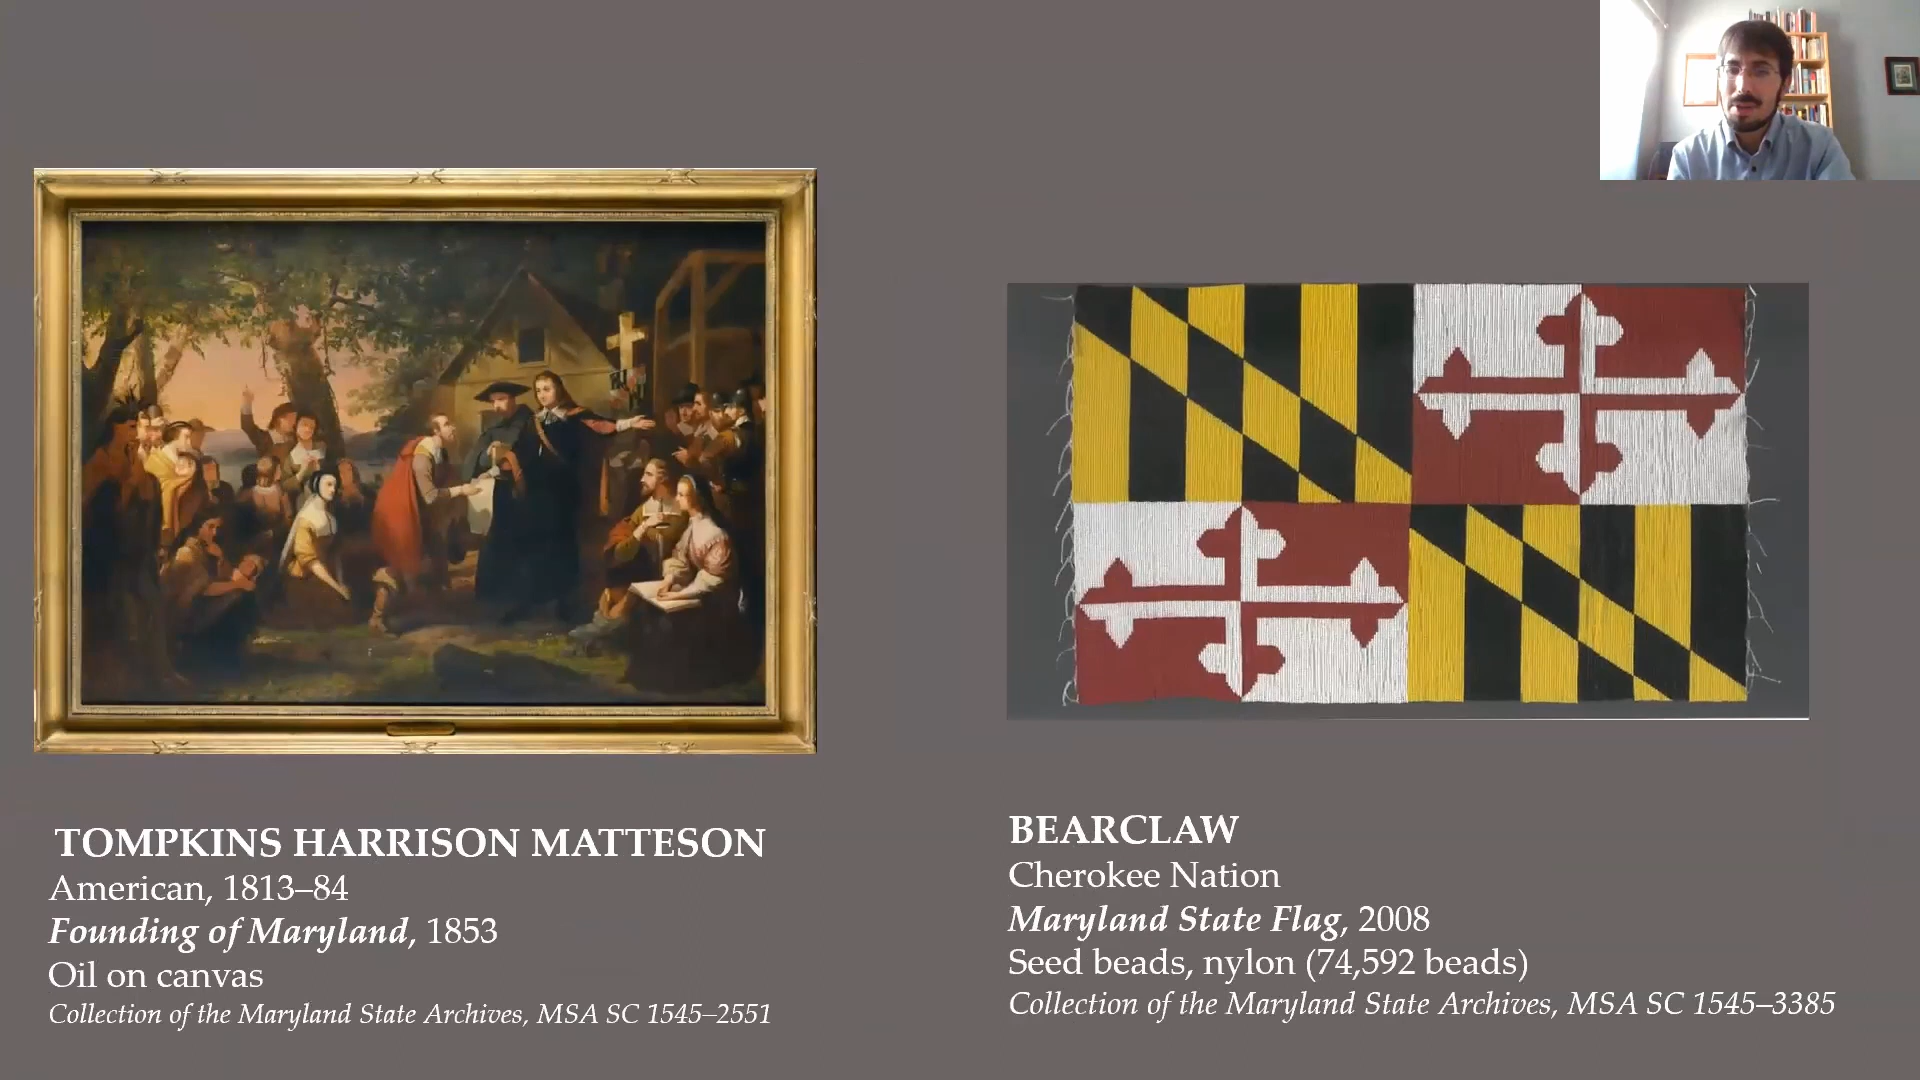 TOMPKINS HARRISON MATTESON
American, 1813–84
Founding of Maryland, 1853
Oil on canvas
Collection of the Maryland State Archives, MSA SC 1545–2551
BEARCLAW
Cherokee Nation
Maryland State Flag, 2008
Seed beads, nylon (74,592 beads)
Collection of the Maryland State Archives, MSA SC 1545–3385